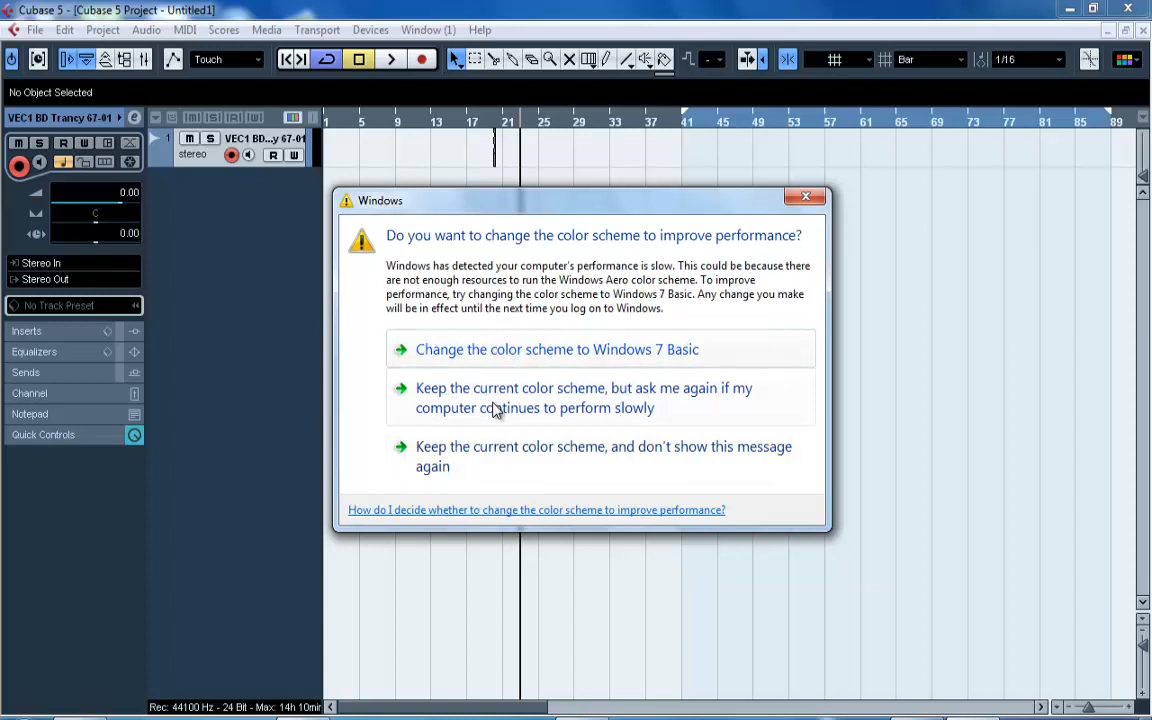 Cubase 5 - [Cubase 5 Project - Untitled1]
File Edit Project Audio MIDI Scores Media Transport Devices Window (1) Help
Touch
Bar
1/16
No Object Selected
VEC1 BD Trancy 67-01
1 5 9 13 17 21 25 29 33 37 41 45 49 53 57 61 65 69 73 77 81 85 89
M S R W
1 M S VEC1 BD...y 67-01
stereo R W
0.00
C
0.00
Stereo In
Stereo Out
No Track Preset
Inserts
Equalizers
Sends
Channel
Notepad
Quick Controls
Windows
Do you want to change the color scheme to improve performance?
Windows has detected your computer's performance is slow. This could be because there
are not enough resources to run the Windows Aero color scheme. To improve
performance, try changing the color scheme to Windows 7 Basic. Any change you make
will be in effect until the next time you log on to Windows.
Change the color scheme to Windows 7 Basic
Keep the current color scheme, but ask me again if my
computer continues to perform slowly
Keep the current color scheme, and don't show this message
again
How do I decide whether to change the color scheme to improve performance?
Rec: 44100 Hz - 24 Bit - Max: 14h 10min